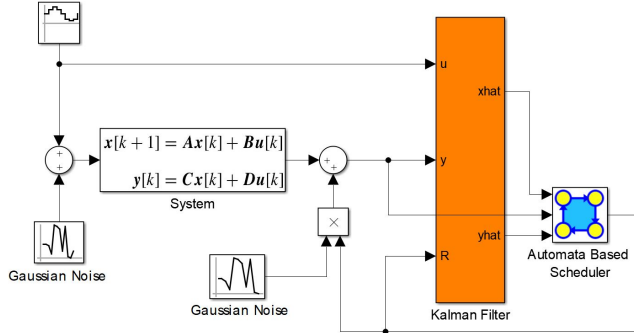 u
xhat
+
+
x[k + 1] = Ax[k] + Bu[k]
y[k] = Cx[k] + Du[k]
System
++
y
×
yhat
R
Gaussian Noise
Gaussian Noise
Kalman Filter
Automata Based
Scheduler